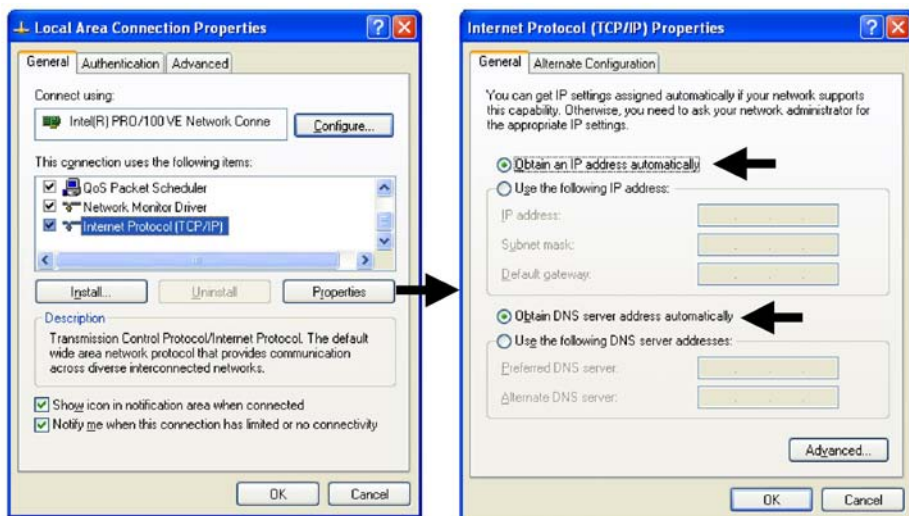 Local Area Connection Properties
General
Authentication
Advanced
Connect using:
Intel(R) PRO/100 VE Network Conne
Configure...
This connection uses the following items:
QoS Packet Scheduler
Network Monitor Driver
Internet Protocol (TCP/IP)
Install...
Uninstall
Properties
Description
Transmission Control Protocol/Internet Protocol. The default
wide area network protocol that provides communication
across diverse interconnected networks.
Show icon in notification area when connected
Notify me when this connection has limited or no connectivity
OK
Cancel
Internet Protocol (TCP/IP) Properties
General
Alternate Configuration
You can get IP settings assigned automatically if your network supports
this capability. Otherwise, you need to ask your network administrator for
the appropriate IP settings.
Obtain an IP address automatically
Use the following IP address:
IP address:
Subnet mask:
Default gateway:
Obtain DNS server address automatically
Use the following DNS server addresses:
Preferred DNS server:
Alternate DNS server:
Advanced...
OK
Cancel